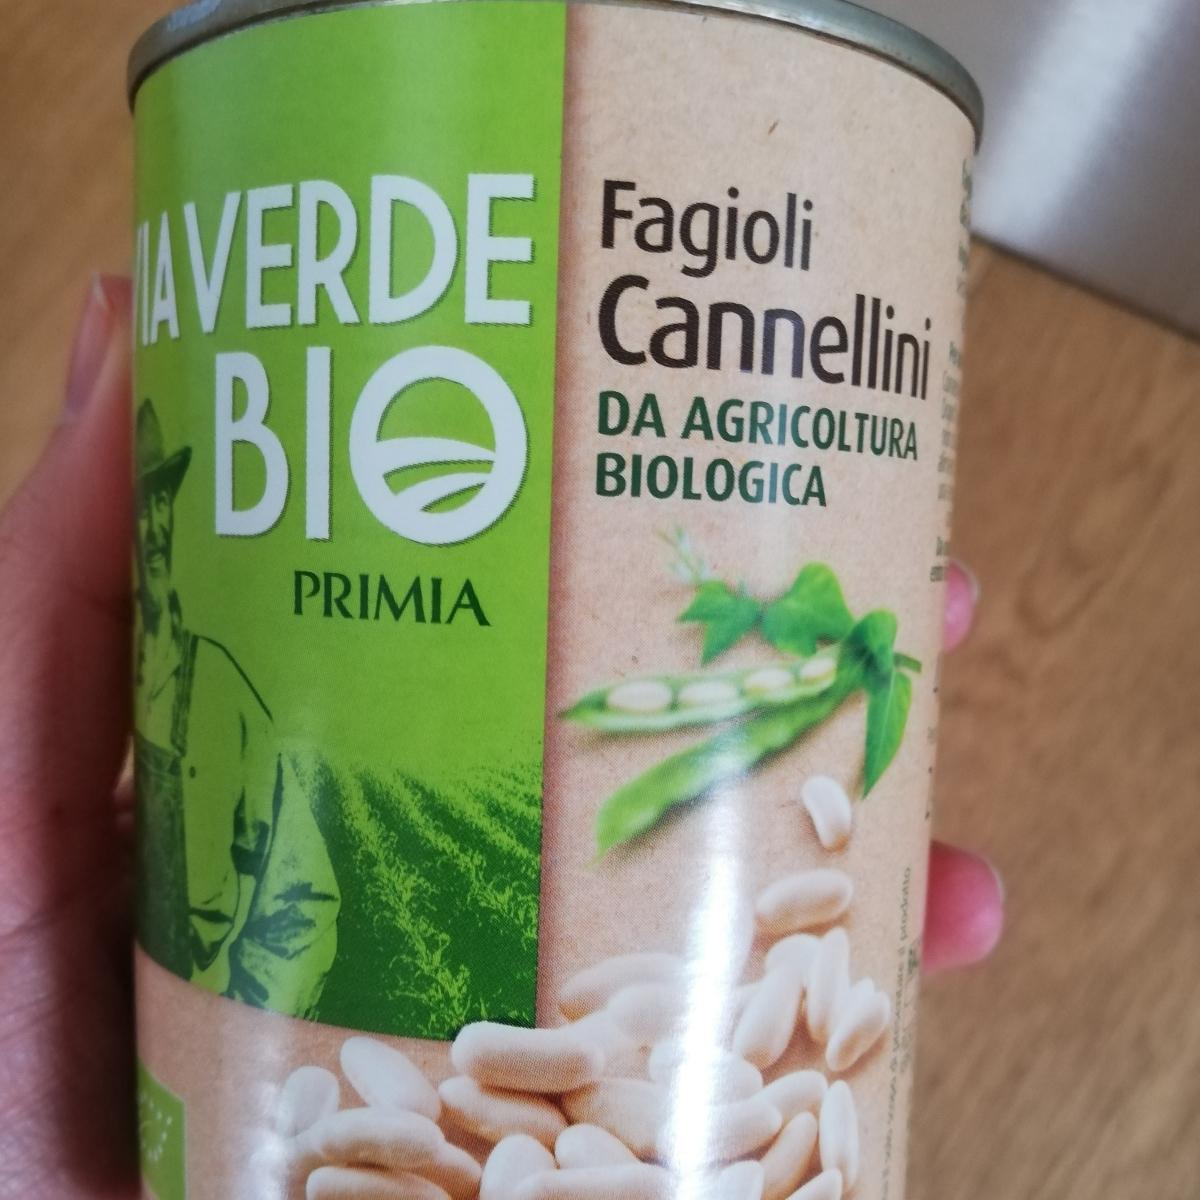 VIAVERDE
BIO
PRIMIA
Fagioli
Cannellini
DA AGRICOLTURA
BIOLOGICA